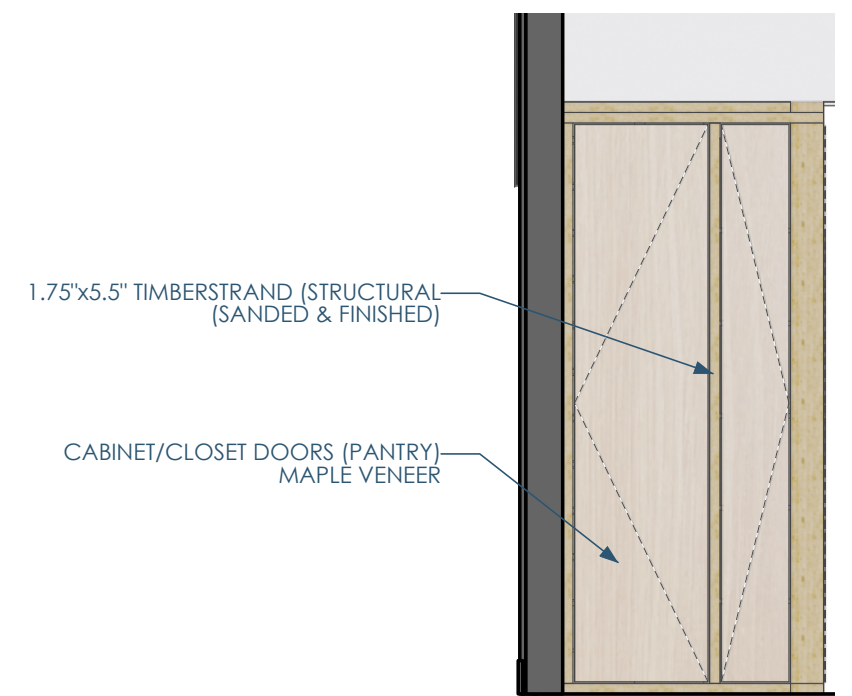 1.75"x5.5" TIMBERSTRAND (STRUCTURAL
(SANDED & FINISHED)
CABINET/CLOSET DOORS (PANTRY)
MAPLE VENEER